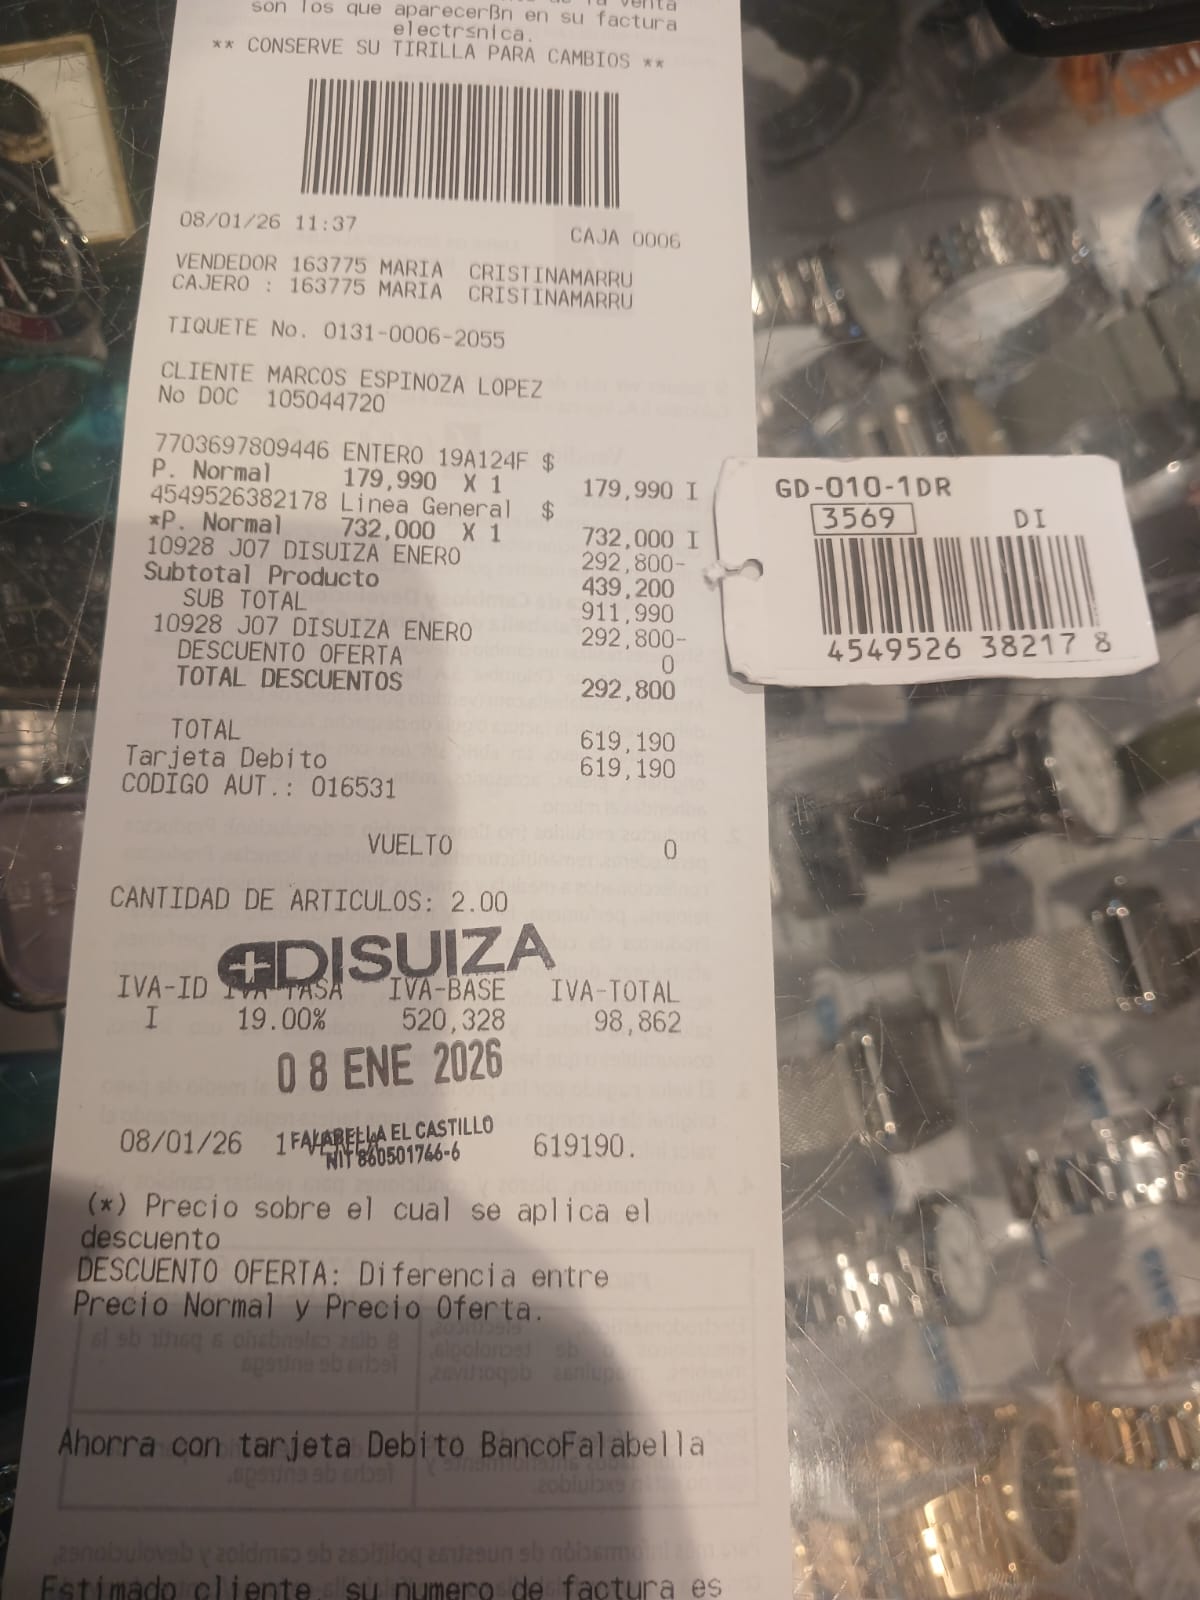 son los que aparecerßn en su factura
electrsnica.
** CONSERVE SU TIRILLA PARA CAMBIOS **
08/01/26 11:37 CAJA 0006
VENDEDOR 163775 MARIA CRISTINAMARRU
CAJERO : 163775 MARIA CRISTINAMARRU
TIQUETE No. 0131-0006-2055
CLIENTE MARCOS ESPINOZA LOPEZ
No DOC 105044720
7703697809446 ENTERO 19A124F $
P. Normal 179,990 X 1 179,990 I
4549526382178 Linea General $
*P. Normal 732,000 X 1 732,000 I
10928 J07 DISUIZA ENERO 292,800-
Subtotal Producto 439,200
SUB TOTAL 911,990
10928 J07 DISUIZA ENERO 292,800-
DESCUENTO OFERTA 0
TOTAL DESCUENTOS 292,800
TOTAL 619,190
Tarjeta Debito 619,190
CODIGO AUT.: 016531
VUELTO 0
CANTIDAD DE ARTICULOS: 2.00
DISUIZA
IVA-ID IVA TASA IVA-BASE IVA-TOTAL
I 19.00% 520,328 98,862
08 ENE 2026
FALABELLA EL CASTILLO
NIT 860501746-6
08/01/26 1 619190.
(*) Precio sobre el cual se aplica el
descuento
DESCUENTO OFERTA: Diferencia entre
Precio Normal y Precio Oferta.
Ahorra con tarjeta Debito BancoFalabella
Estimado cliente su numero de factura es
GD-010-1DR
3569 DI
4549526 38217 8